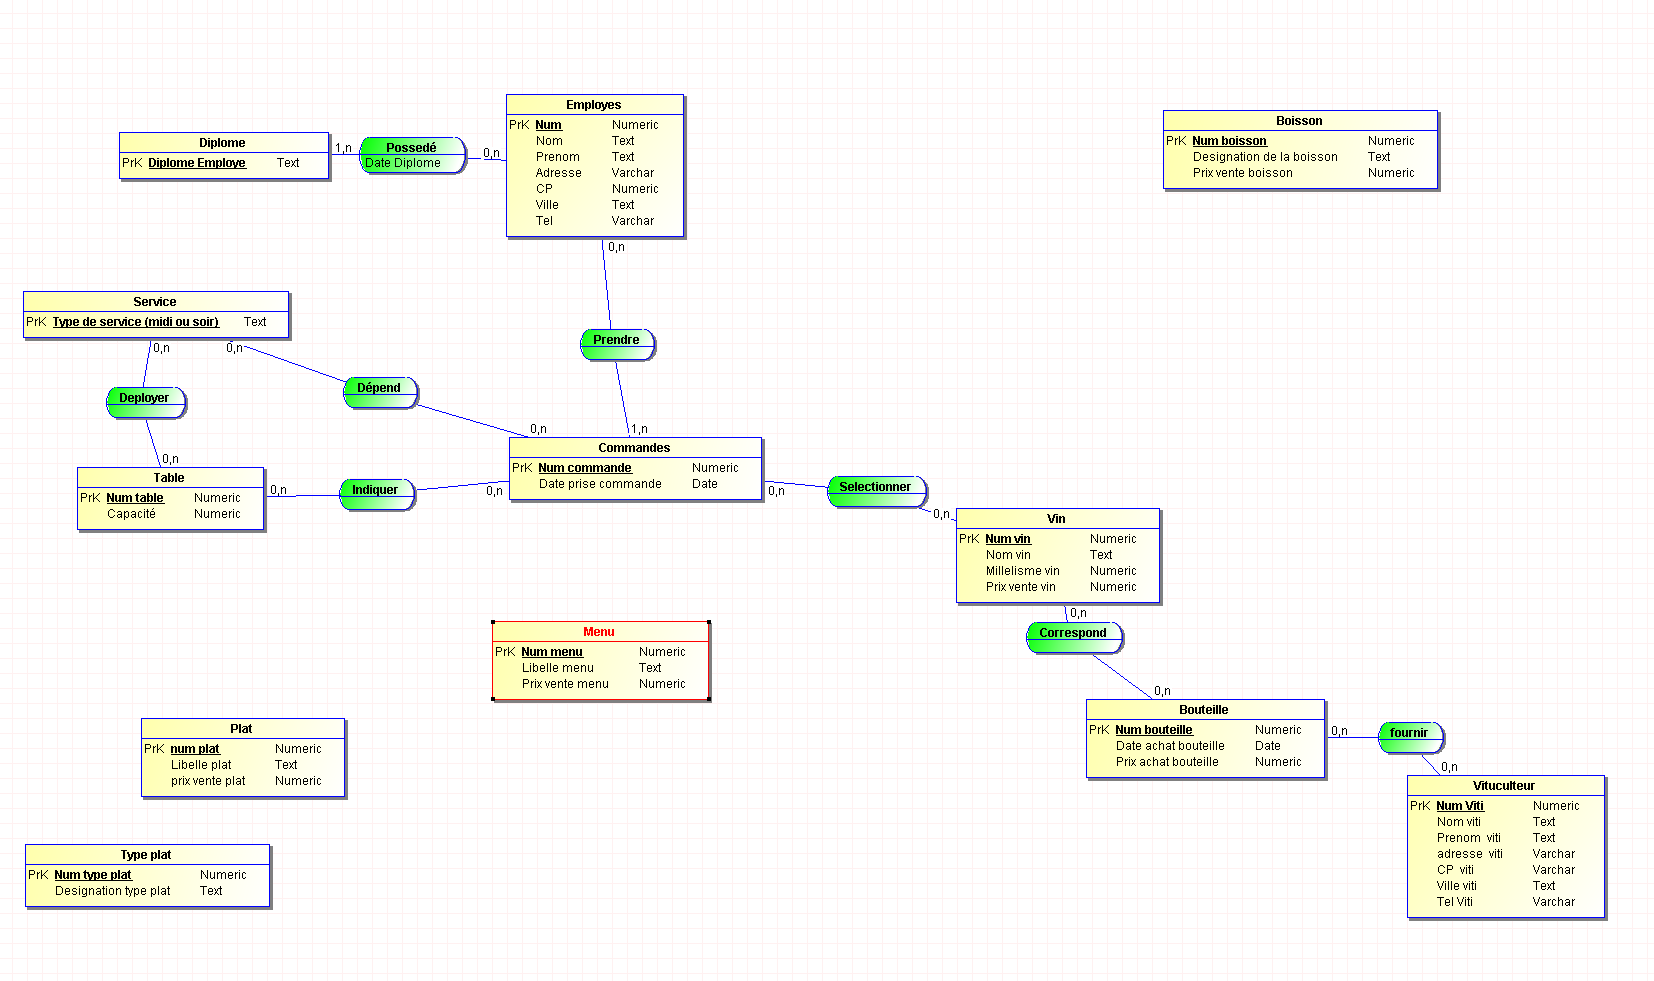 Employes
PrK Num Numeric
Nom Text
Prenom Text
Adresse Varchar
CP Numeric
Ville Text
Tel Varchar
0,n
0,n
Diplome
PrK Diplome Employe Text
1,n
Possedé
Date Diplome
Boisson
PrK Num boisson Numeric
Designation de la boisson Text
Prix vente boisson Numeric
Service
PrK Type de service (midi ou soir) Text
0,n
0,n
Prendre
Deployer
Dépend
0,n
1,n
0,n
Commandes
PrK Num commande Numeric
Date prise commande Date
Table
PrK Num table Numeric
Capacité Numeric
0,n
Indiquer
0,n
0,n
Selectionner
0,n
Vin
PrK Num vin Numeric
Nom vin Text
Millelisme vin Numeric
Prix vente vin Numeric
0,n
Correspond
0,n
Menu
PrK Num menu Numeric
Libelle menu Text
Prix vente menu Numeric
Bouteille
PrK Num bouteille Numeric
Date achat bouteille Date
Prix achat bouteille Numeric
0,n
fournir
0,n
Plat
PrK num plat Numeric
Libelle plat Text
prix vente plat Numeric
Vituculteur
PrK Num Viti Numeric
Nom viti Text
Prenom viti Text
adresse viti Varchar
CP viti Varchar
Ville viti Text
Tel Viti Varchar
Type plat
PrK Num type plat Numeric
Designation type plat Text